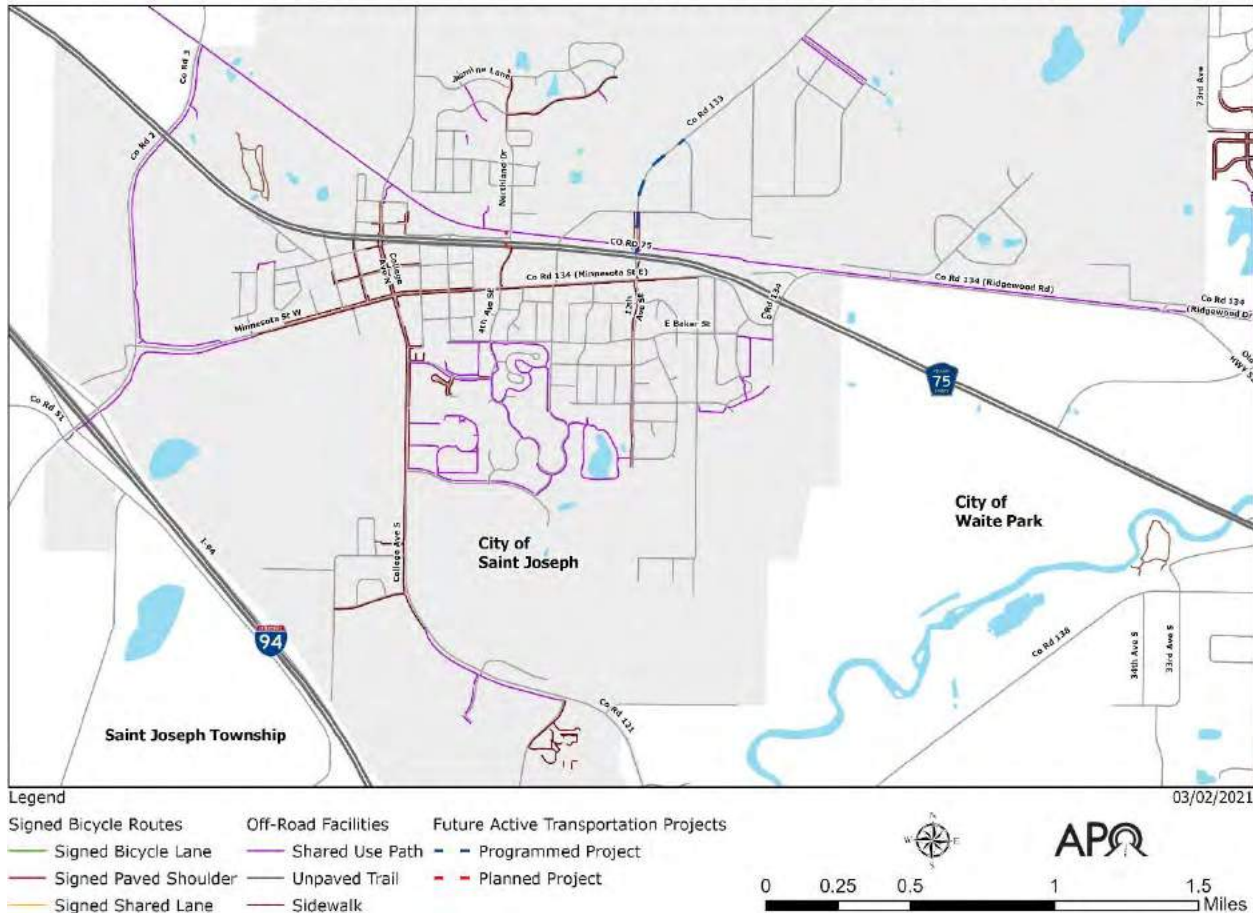 Co Rd 3
Co Rd 2
Jasmine Lane
Northland Dr
Co Rd 133
73rd Ave
CO RD 75
College
Ave N
Co Rd 134 (Minnesota St E)
Co Rd 134
Co Rd 134 (Ridgewood Rd)
Co Rd 134
(Ridgewood Dr
Minnesota St W
4th Ave SE
12th
Ave SE
E Baker St
Co Rd 51
75
City of
Waite Park
City of
Saint Joseph
College Ave S
I-94
94
Co Rd 138
34th Ave S
33rd Ave S
Co Rd 121
Saint Joseph Township
Legend
03/02/2021
Signed Bicycle Routes
Signed Bicycle Lane
Signed Paved Shoulder
Signed Shared Lane
Off-Road Facilities
Shared Use Path
Unpaved Trail
Sidewalk
Future Active Transportation Projects
Programmed Project
Planned Project
N
W
E
S
APO
0 0.25 0.5 1 1.5
Miles